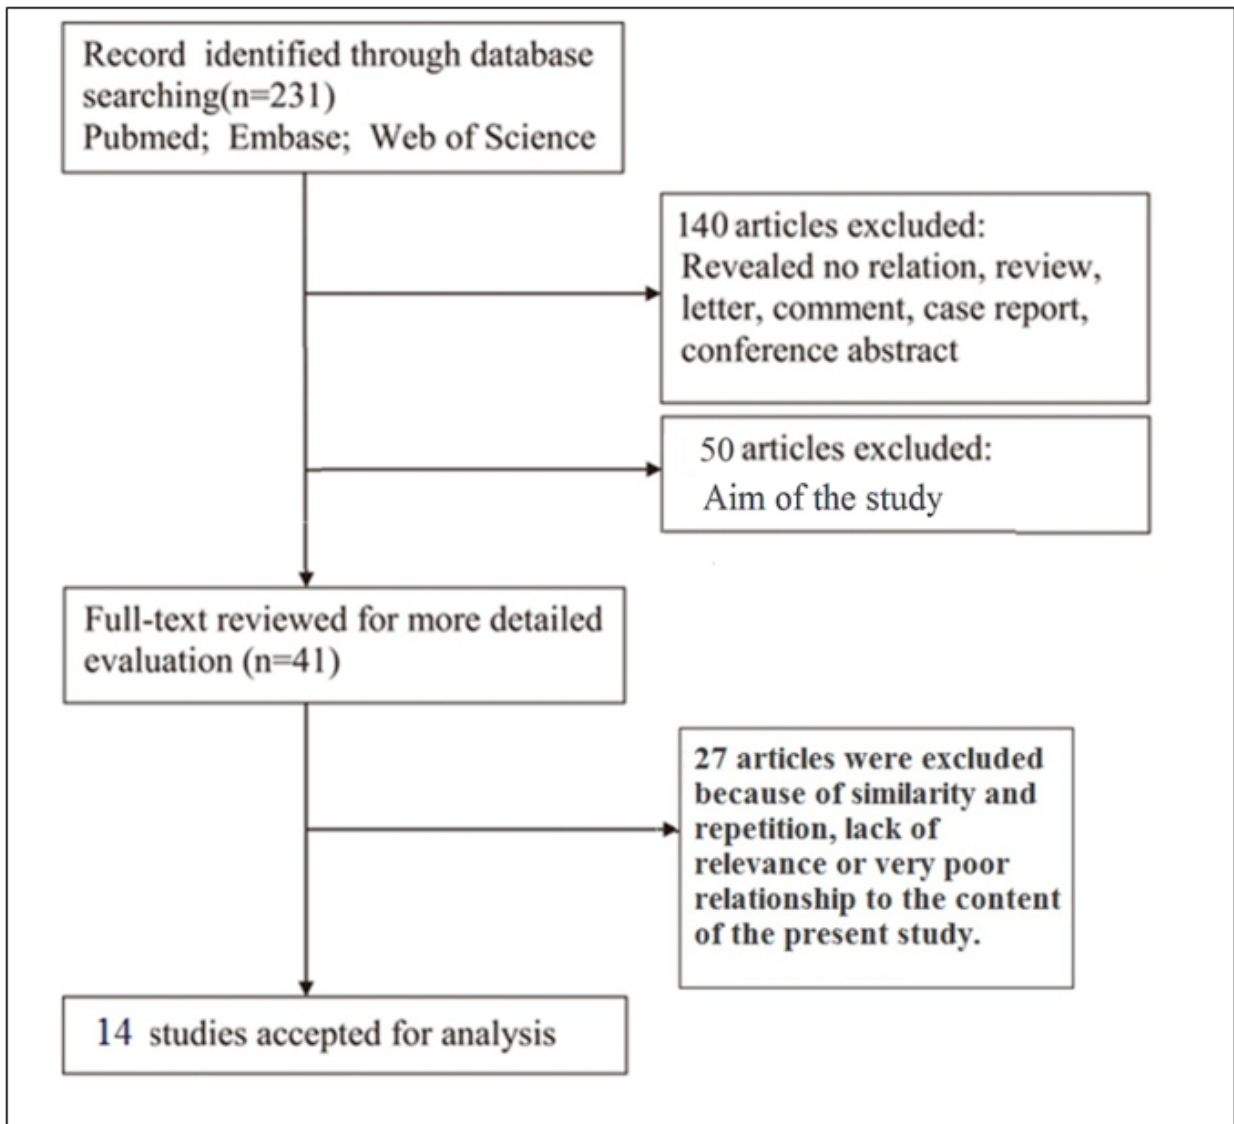 Record identified through database
searching(n=231)
Pubmed; Embase; Web of Science
140 articles excluded:
Revealed no relation, review,
letter, comment, case report,
conference abstract
50 articles excluded:
Aim of the study
Full-text reviewed for more detailed
evaluation (n=41)
27 articles were excluded
because of similarity and
repetition, lack of
relevance or very poor
relationship to the content
of the present study.
14 studies accepted for analysis